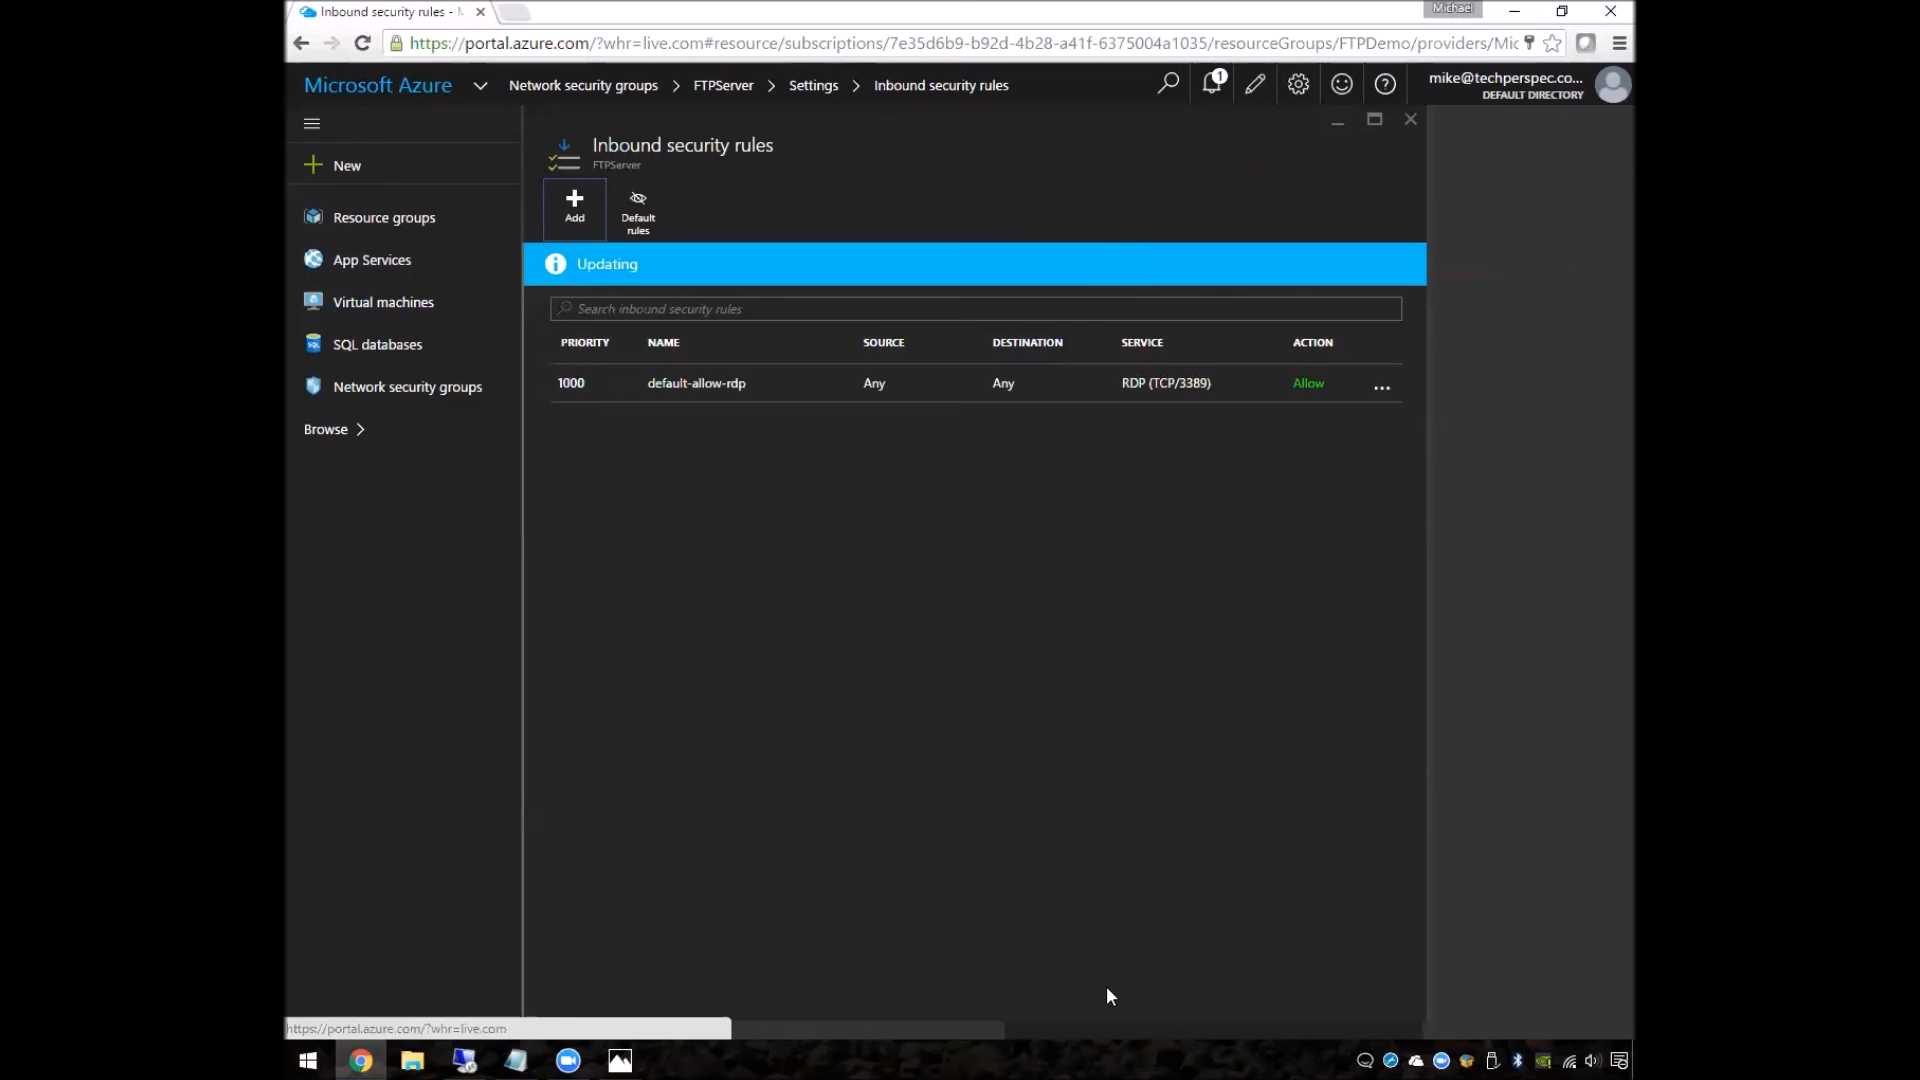 Inbound security rules -
Michael
https://portal.azure.com/?whr=live.com#resource/subscriptions/7e35d6b9-b92d-4b28-a41f-6375004a1035/resourceGroups/FTPDemo/providers/Mic
Microsoft Azure
Network security groups > FTPServer > Settings > Inbound security rules
1
mike@techperspec.co...
DEFAULT DIRECTORY
New
Resource groups
App Services
Virtual machines
SQL databases
Network security groups
Browse >
Inbound security rules
FTPServer
Add
Default
rules
Updating
Search inbound security rules
PRIORITY NAME SOURCE DESTINATION SERVICE ACTION
1000 default-allow-rdp Any Any RDP (TCP/3389) Allow ...
https://portal.azure.com/?whr=live.com